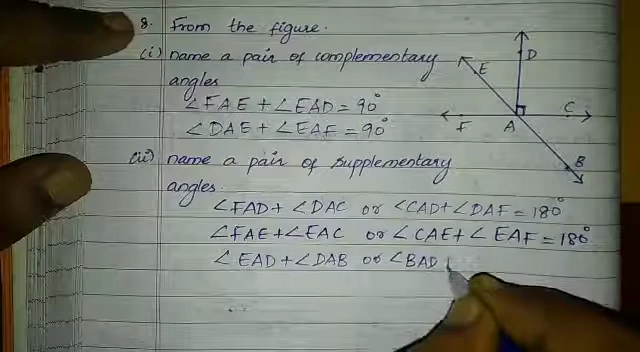 8. From the figure.
(i) name a pair of complementary
angles
∠FAE + ∠EAD = 90°
∠DAE + ∠EAF = 90°
(ii) name a pair of supplementary
angles.
∠FAD + ∠DAC or ∠CAD + ∠DAF = 180°
∠FAE + ∠EAC or ∠CAE + ∠EAF = 180°
∠EAD + ∠DAB or ∠BAD
D
E
F
A
C
B